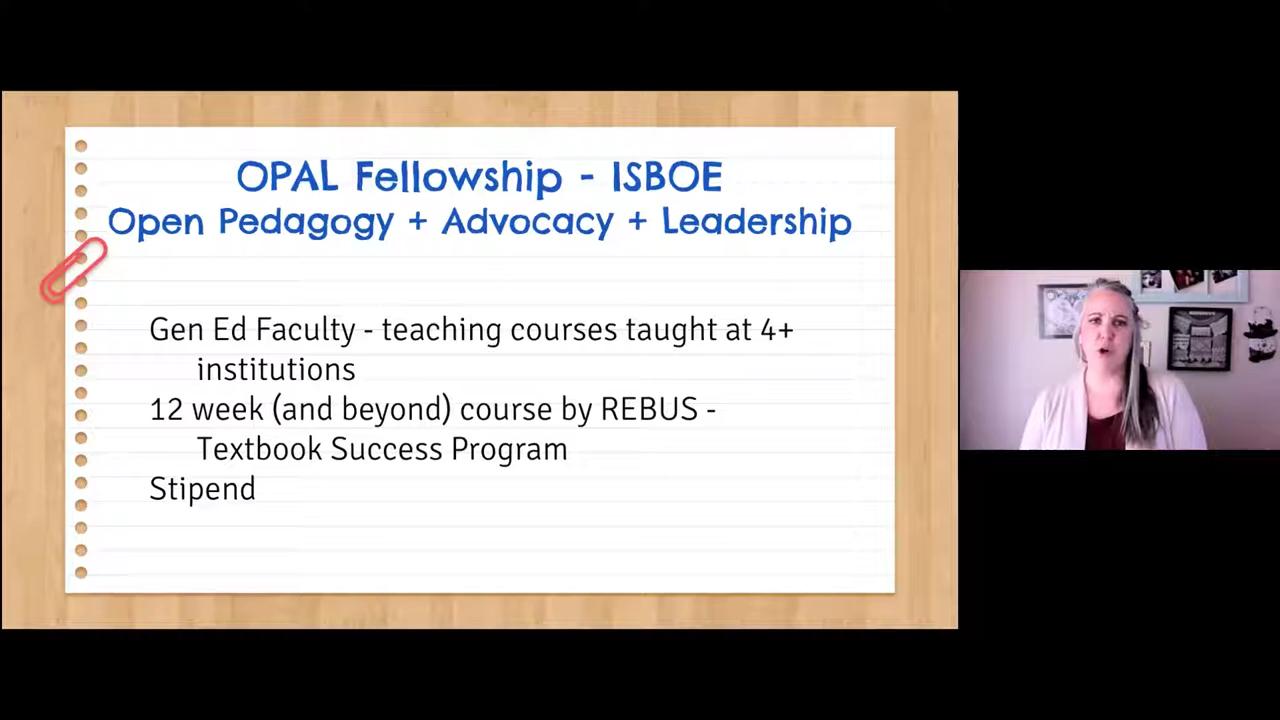 OPAL Fellowship - ISBOE
Open Pedagogy + Advocacy + Leadership
Gen Ed Faculty - teaching courses taught at 4+
institutions
12 week (and beyond) course by REBUS -
Textbook Success Program
Stipend